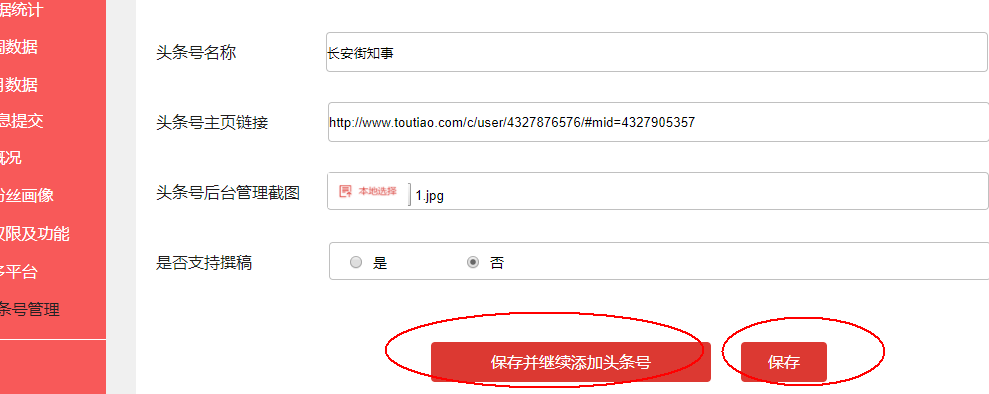 据统计
数据
数据
息提交
概况
粉丝画像
权限及功能
多平台
条号管理
头条号名称
长安街知事
头条号主页链接
http://www.toutiao.com/c/user/4327876576/#mid=4327905357
头条号后台管理截图
本地选择
1.jpg
是否支持撰稿
是
否
保存并继续添加头条号
保存